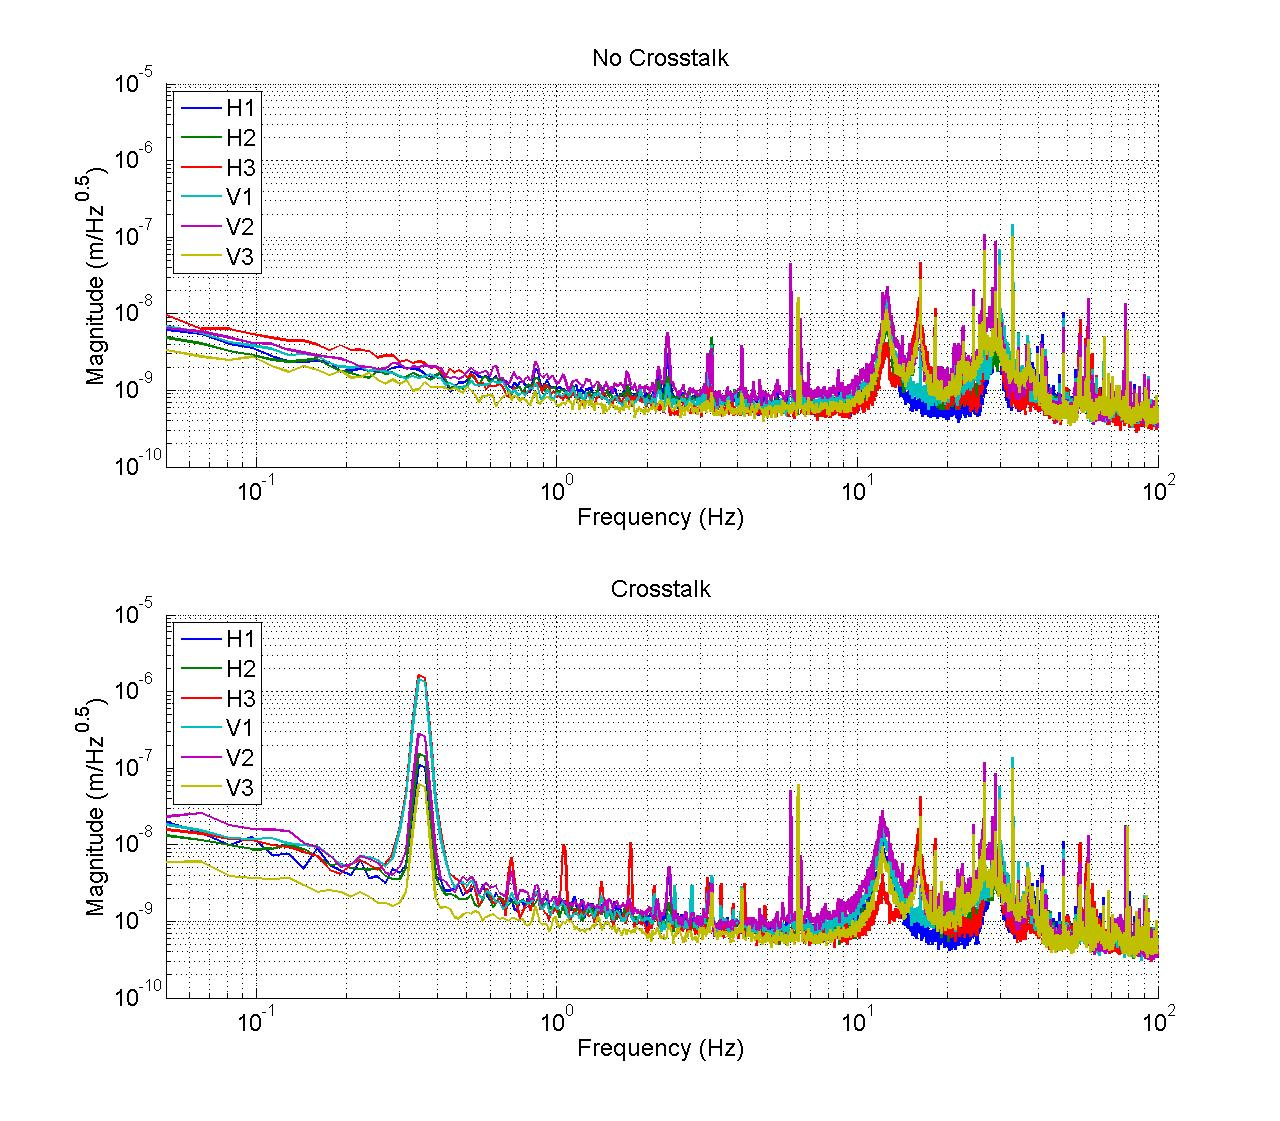 No Crosstalk
10^-5
10^-6
10^-7
10^-8
10^-9
10^-10
Magnitude (m/Hz^0.5)
H1
H2
H3
V1
V2
V3
10^-1 10^0 10^1 10^2
Frequency (Hz)
Crosstalk
10^-5
10^-6
10^-7
10^-8
10^-9
10^-10
Magnitude (m/Hz^0.5)
H1
H2
H3
V1
V2
V3
10^-1 10^0 10^1 10^2
Frequency (Hz)